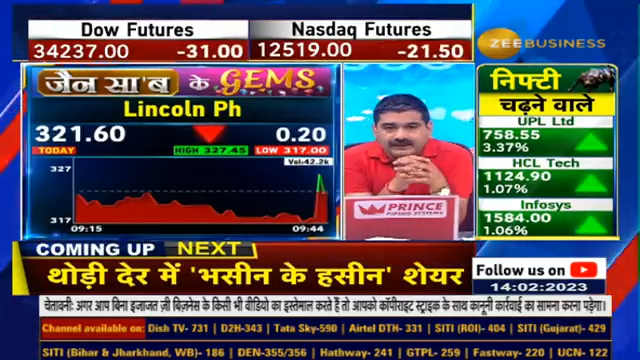 Dow Futures
34237.00 -31.00
Nasdaq Futures
12519.00 -21.50
ZEE BUSINESS
जैन सा'ब के GEMS
Lincoln Ph
321.60 0.20
TODAY HIGH 327.45 LOW 317.00
Vol:42.2k
327
317
09:15 09:44
PRINCE
PIPING SYSTEMS
निफ्टी
चढ़ने वाले
UPL Ltd
758.55
3.37%
HCL Tech
1124.90
1.07%
Infosys
1584.00
1.06%
COMING UP NEXT
थोड़ी देर में 'भसीन के हसीन' शेयर
Follow us on
14-02-2023
चेतावनी: अगर आप बिना इजाजत ज़ी बिज़नेस के किसी भी वीडियो का इस्तेमाल करते हैं तो आपको कॉपीराइट स्ट्राइक के साथ कानूनी कार्रवाई का सामना करना पड़ेगा।
Channel available on: Dish TV- 731 | D2H-343 | Tata Sky-590 | Airtel DTH- 331 | SITI (ROI) - 404 | SITI (Gujarat) - 429
SITI (Bihar & Jharkhand, WB)- 186 | DEN-355/356 | Hathway- 241 | GTPL- 259 | Fastway- 220 | UCN- 122